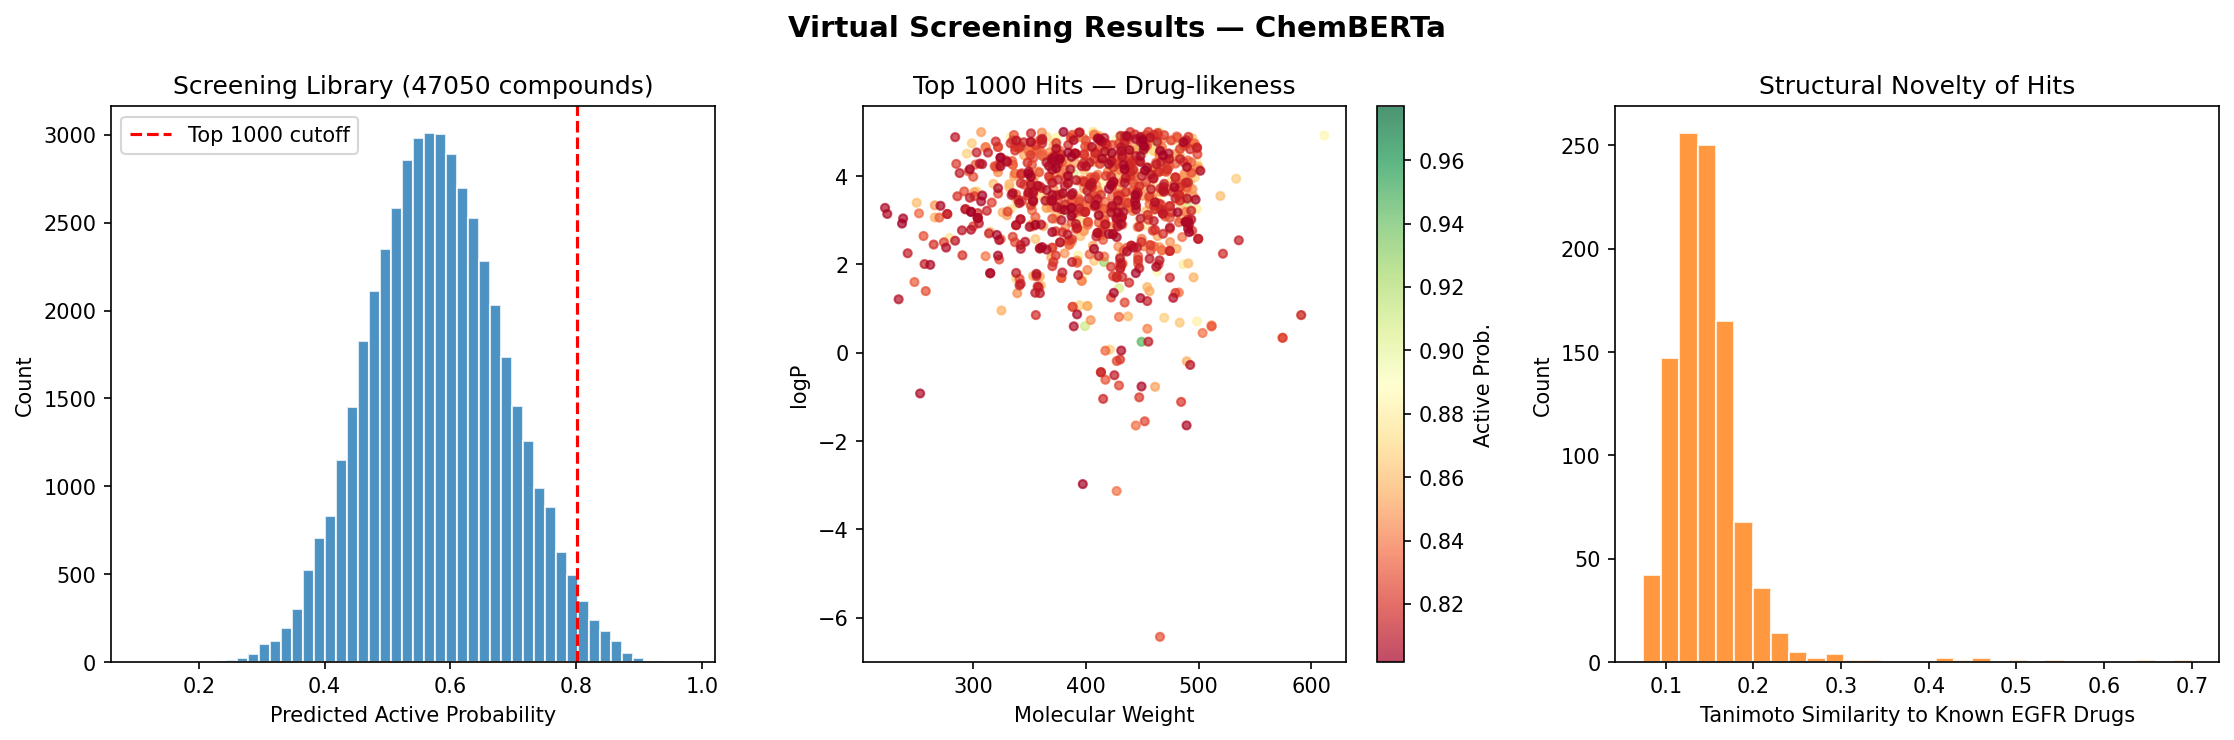 Virtual Screening Results — ChemBERTa
Screening Library (47050 compounds)
Top 1000 cutoff
Count
3000
2500
2000
1500
1000
500
0
0.2 0.4 0.6 0.8 1.0
Predicted Active Probability
Top 1000 Hits — Drug-likeness
logP
4
2
0
−2
−4
−6
300 400 500 600
Molecular Weight
0.96
0.94
0.92
0.90
0.88
0.86
0.84
0.82
Active Prob.
Structural Novelty of Hits
Count
250
200
150
100
50
0
0.1 0.2 0.3 0.4 0.5 0.6 0.7
Tanimoto Similarity to Known EGFR Drugs